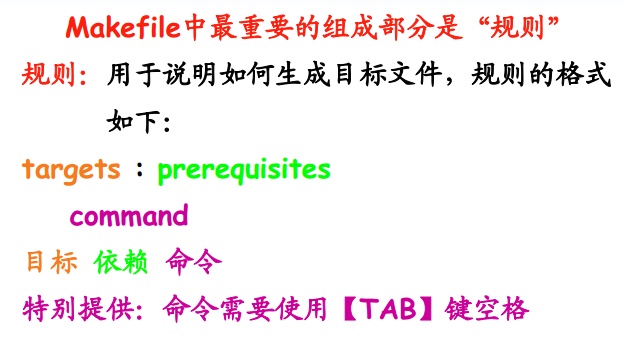 Makefile中最重要的组成部分是“规则”
规则：用于说明如何生成目标文件，规则的格式
如下：
targets : prerequisites
command
目标 依赖 命令
特别提供：命令需要使用【TAB】键空格